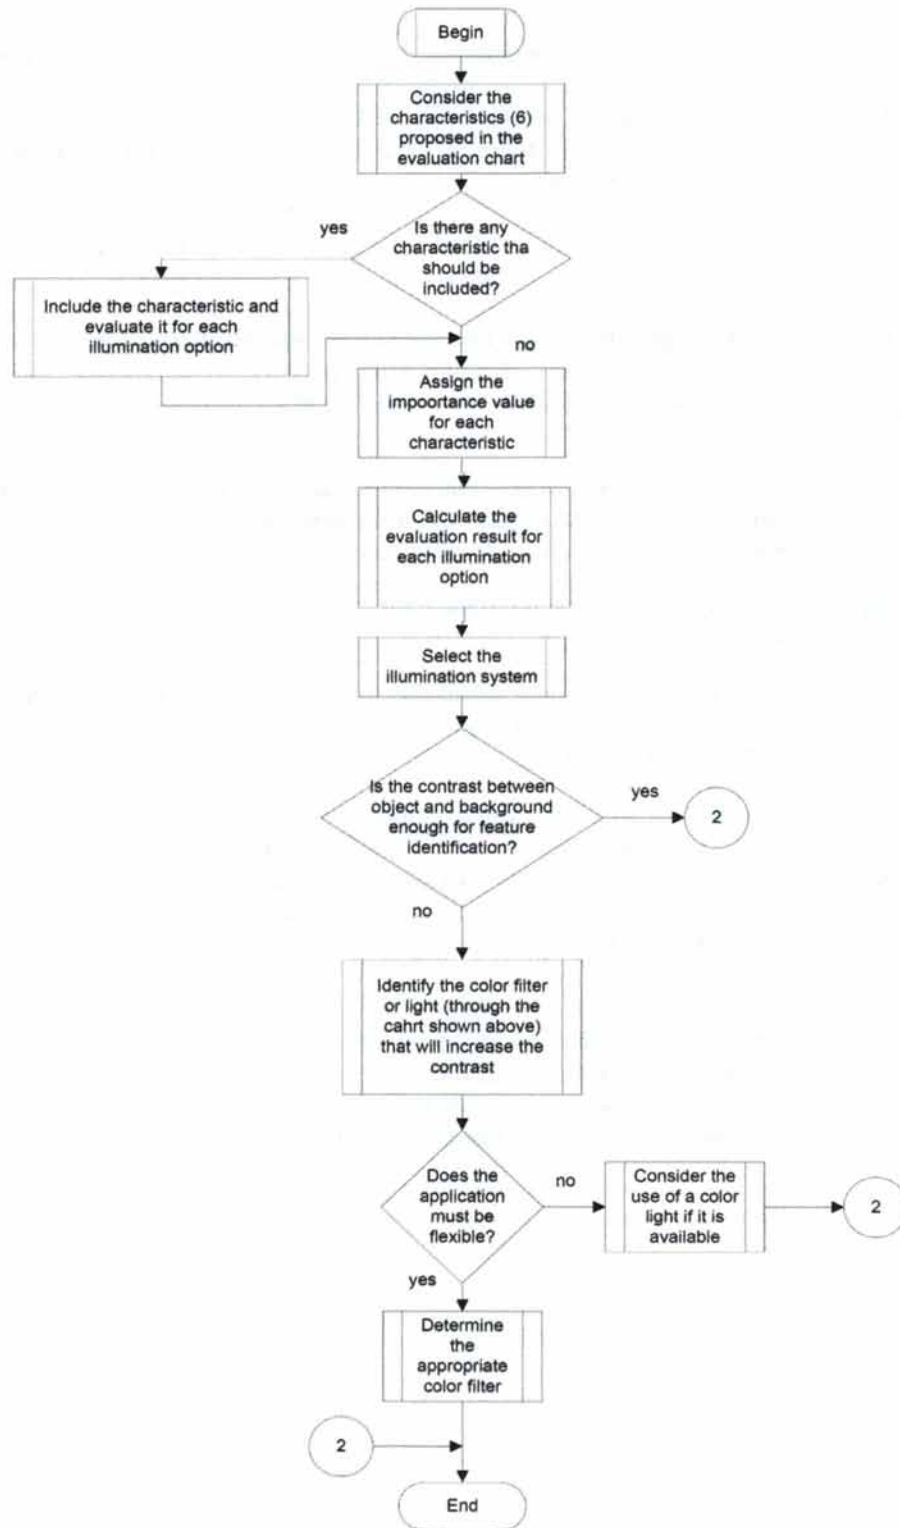 Begin
Consider the
characteristics (6)
proposed in the
evaluation chart
yes
Is there any
characteristic tha
should be
included?
Include the characteristic and
evaluate it for each
illumination option
no
Assign the
impoortance value
for each
characteristic
Calculate the
evaluation result for
each illumination
option
Select the
illumination system
Is the contrast between
object and background
enough for feature
identification?
yes
2
no
Identify the color filter
or light (through the
cahrt shown above)
that will increase the
contrast
Does the
application
must be
flexible?
no
Consider the
use of a color
light if it is
available
2
yes
Determine
the
appropriate
color filter
2
End